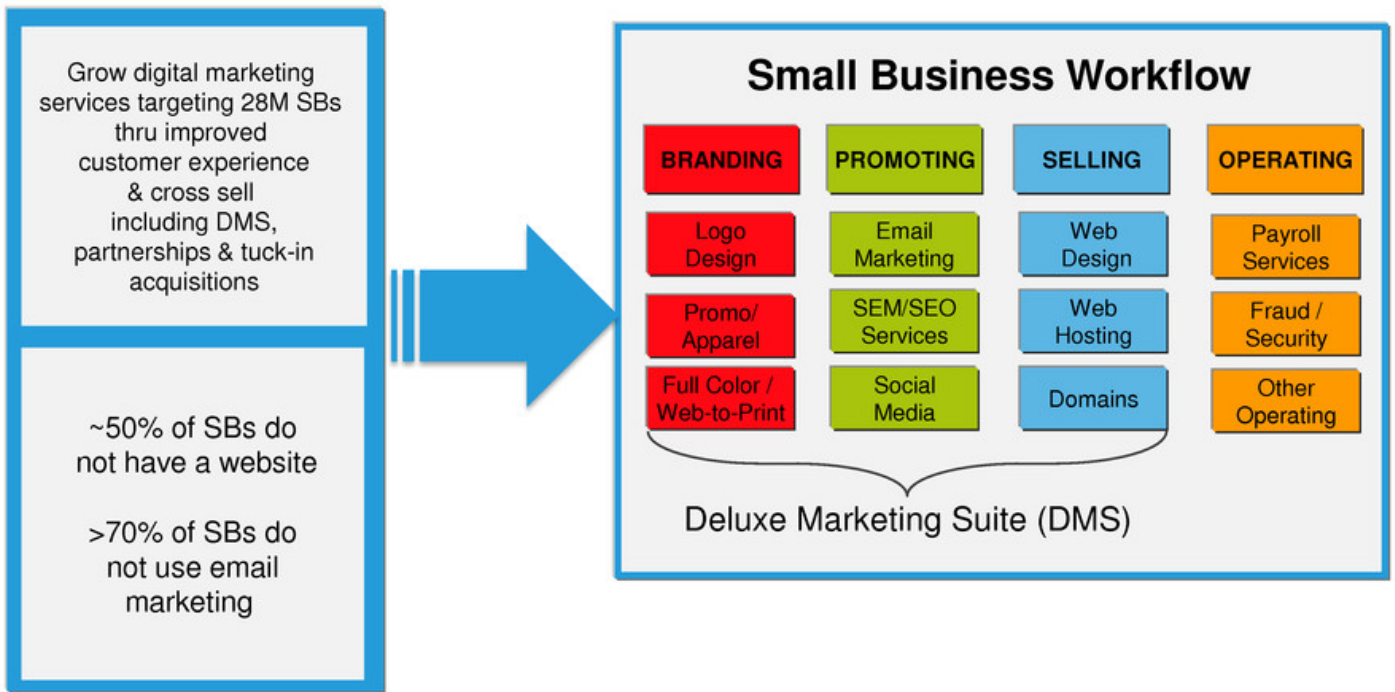 Grow digital marketing
services targeting 28M SBs
thru improved
customer experience
& cross sell
including DMS,
partnerships & tuck-in
acquisitions
~50% of SBs do
not have a website
>70% of SBs do
not use email
marketing
Small Business Workflow
BRANDING
PROMOTING
SELLING
OPERATING
Logo
Design
Email
Marketing
Web
Design
Payroll
Services
Promo/
Apparel
SEM/SEO
Services
Web
Hosting
Fraud /
Security
Full Color /
Web-to-Print
Social
Media
Domains
Other
Operating
Deluxe Marketing Suite (DMS)